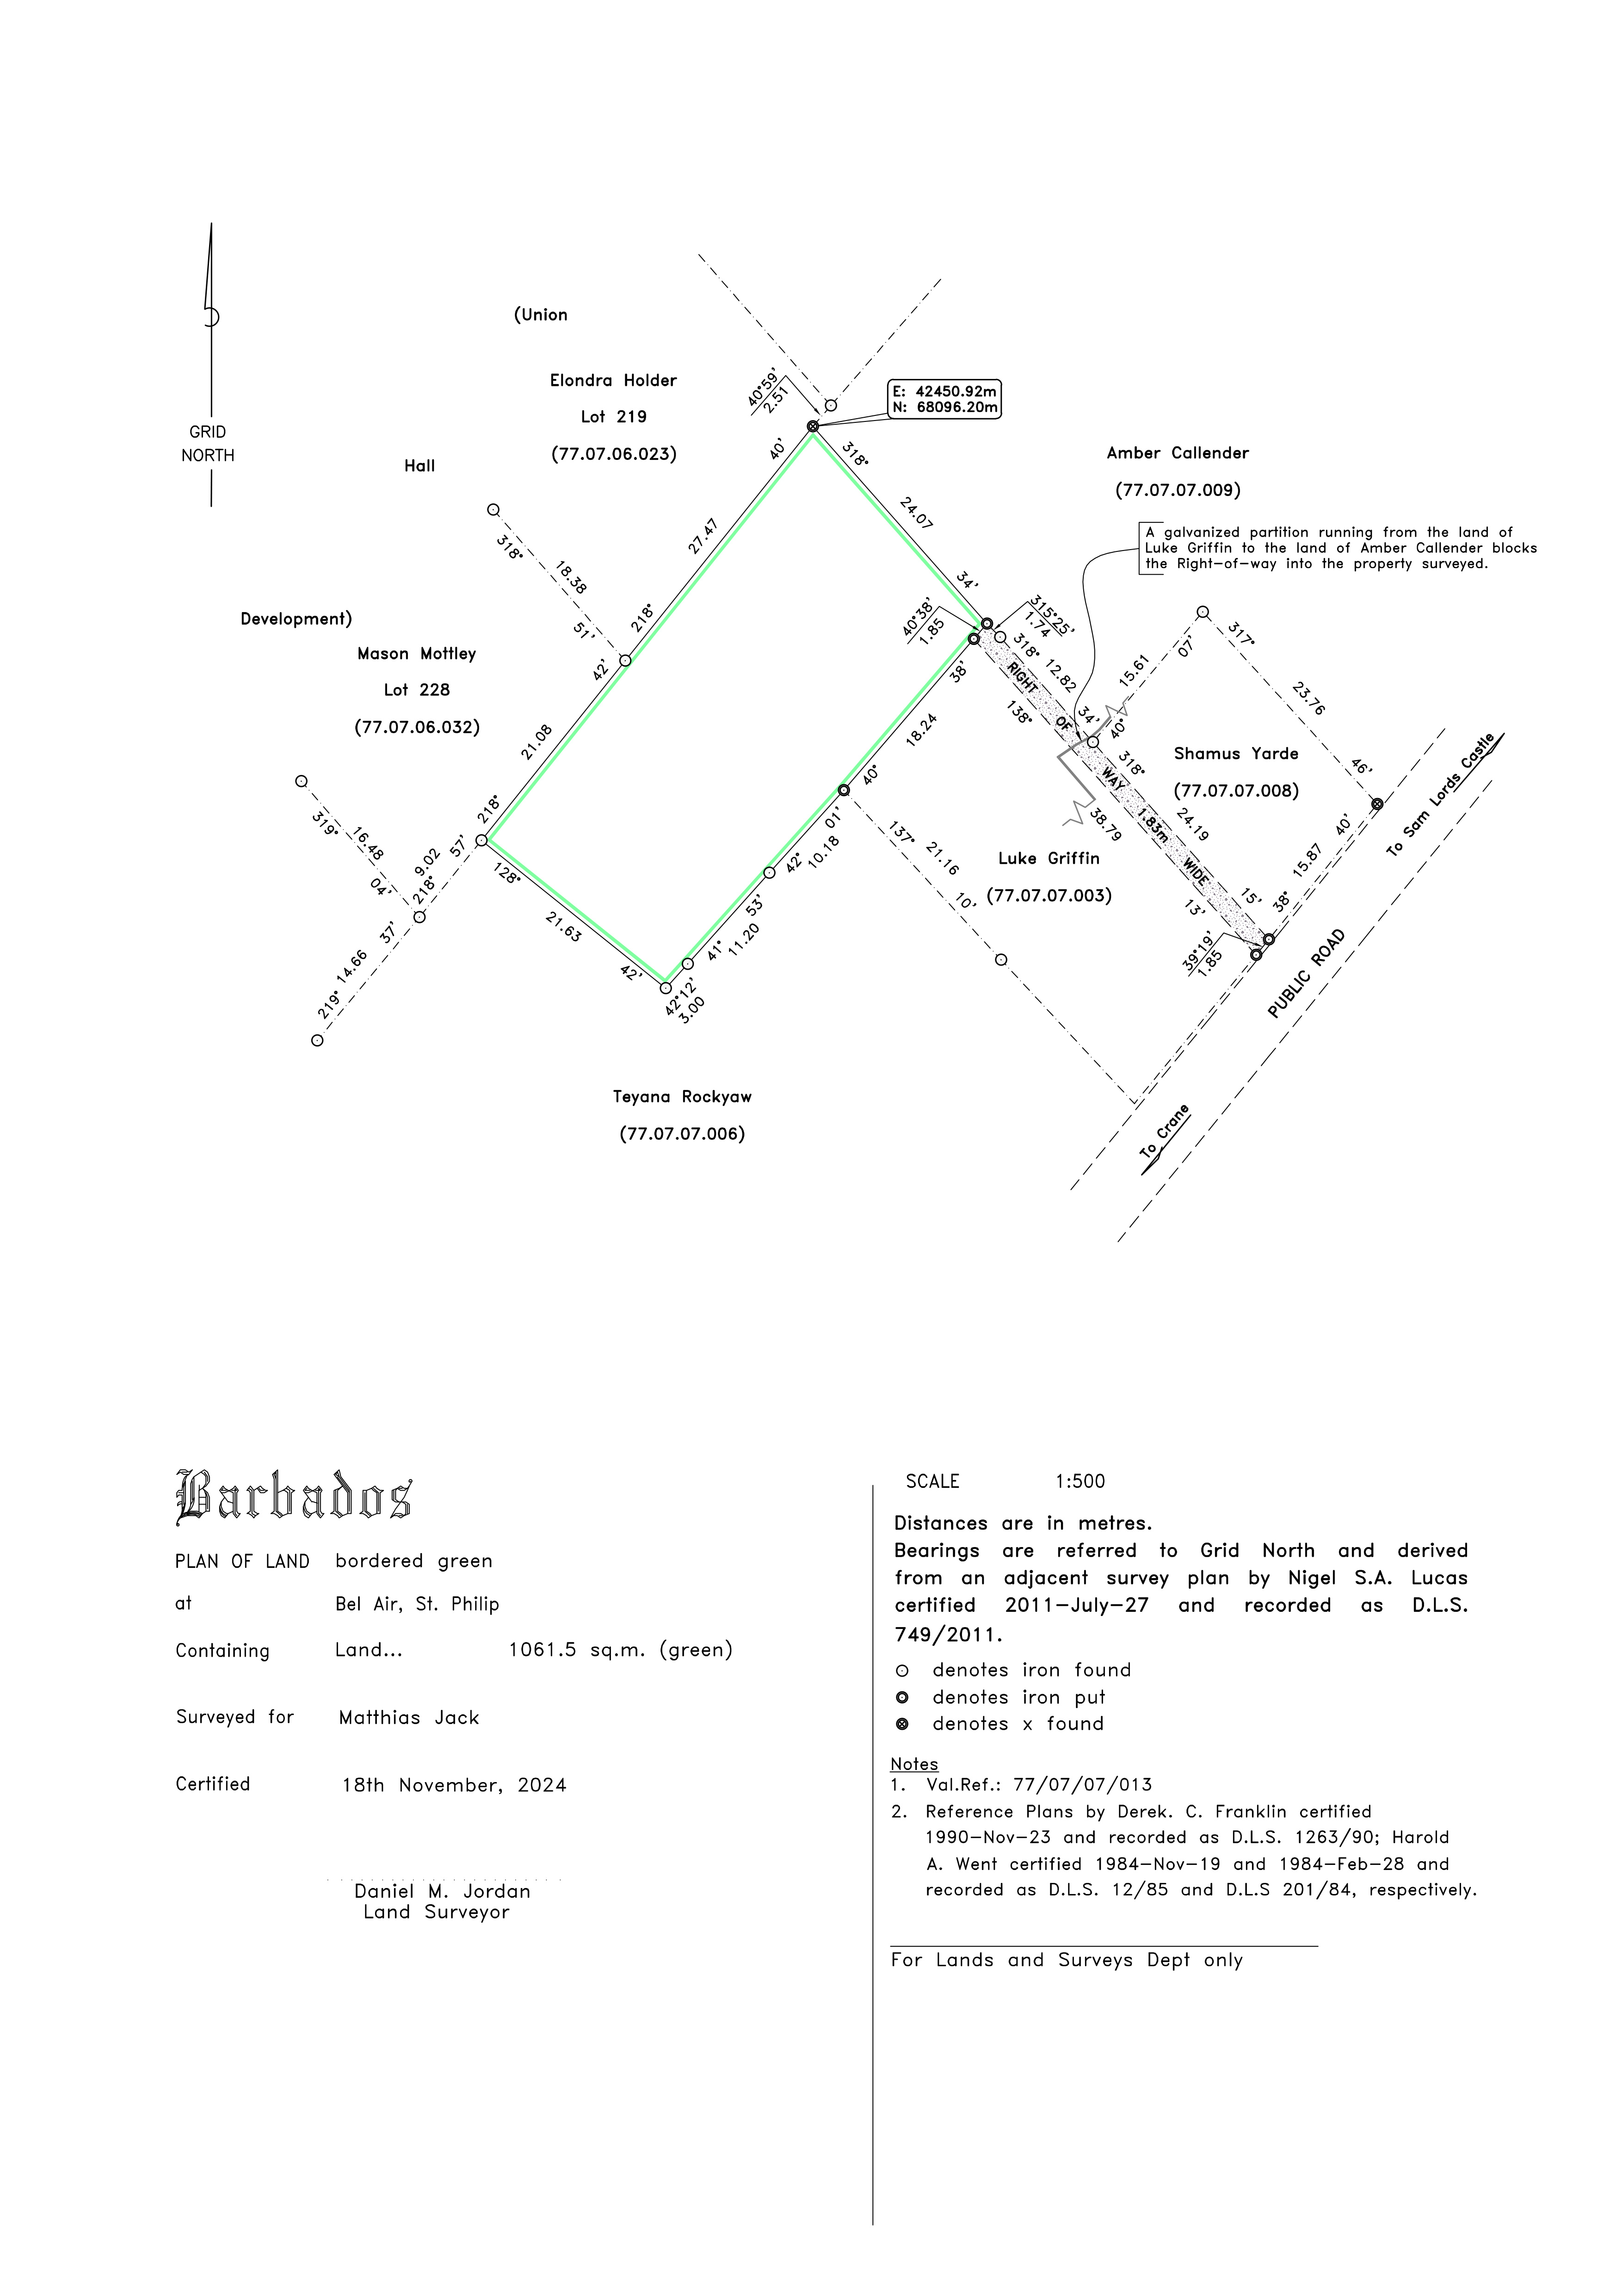 (Union
Elondra Holder
Lot 219
(77.07.06.023)
Hall
GRID
NORTH
40°59'
2.51
E: 42450.92m
N: 68096.20m
40'
318°
Amber Callender
(77.07.07.009)
24.07
27.47
A galvanized partition running from the land of
Luke Griffin to the land of Amber Callender blocks
the Right-of-way into the property surveyed.
318°
18.38
51'
34'
218°
Development)
Mason Mottley
Lot 228
(77.07.06.032)
42'
40°38'
1.85
315°25'
1.74
318°
12.82
34'
38'
RIGHT
OF
WAY
1.83m
WIDE
138°
38.79
13'
15.61
07'
40°
317°
23.76
46'
Shamus Yarde
(77.07.07.008)
318°
24.19
15'
21.08
18.24
40°
218°
319°
16.48
04'
57'
9.02
218°
37'
14.66
219°
128°
21.63
42'
01'
10.18
42°
53'
11.20
41°
42°12'
3.00
137°
21.16
10'
Luke Griffin
(77.07.07.003)
40'
15.87
38°
39°19'
1.85
To Sam Lords Castle
PUBLIC ROAD
To Crane
Teyana Rockyaw
(77.07.07.006)
Barbados
PLAN OF LAND bordered green
at Bel Air, St. Philip
Containing Land... 1061.5 sq.m. (green)
Surveyed for Matthias Jack
Certified 18th November, 2024
Daniel M. Jordan
Land Surveyor
SCALE 1:500
Distances are in metres.
Bearings are referred to Grid North and derived
from an adjacent survey plan by Nigel S.A. Lucas
certified 2011-July-27 and recorded as D.L.S.
749/2011.
denotes iron found
denotes iron put
denotes x found
Notes
1. Val.Ref.: 77/07/07/013
2. Reference Plans by Derek. C. Franklin certified
1990-Nov-23 and recorded as D.L.S. 1263/90; Harold
A. Went certified 1984-Nov-19 and 1984-Feb-28 and
recorded as D.L.S. 12/85 and D.L.S 201/84, respectively.
For Lands and Surveys Dept only